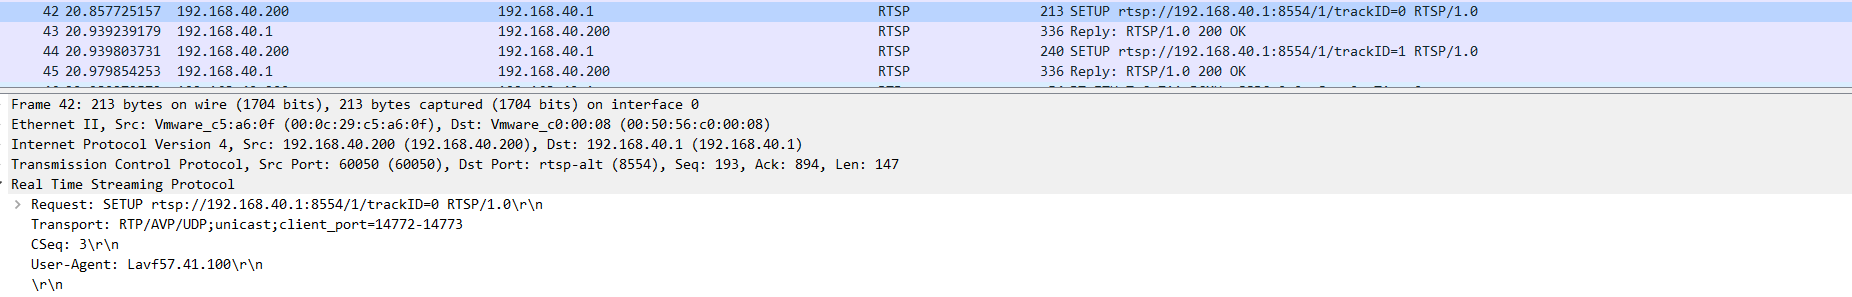 42 20.857725157 192.168.40.200 192.168.40.1 RTSP 213 SETUP rtsp://192.168.40.1:8554/1/trackID=0 RTSP/1.0
43 20.939239179 192.168.40.1 192.168.40.200 RTSP 336 Reply: RTSP/1.0 200 OK
44 20.939803731 192.168.40.200 192.168.40.1 RTSP 240 SETUP rtsp://192.168.40.1:8554/1/trackID=1 RTSP/1.0
45 20.979854253 192.168.40.1 192.168.40.200 RTSP 336 Reply: RTSP/1.0 200 OK
Frame 42: 213 bytes on wire (1704 bits), 213 bytes captured (1704 bits) on interface 0
Ethernet II, Src: Vmware_c5:a6:0f (00:0c:29:c5:a6:0f), Dst: Vmware_c0:00:08 (00:50:56:c0:00:08)
Internet Protocol Version 4, Src: 192.168.40.200 (192.168.40.200), Dst: 192.168.40.1 (192.168.40.1)
Transmission Control Protocol, Src Port: 60050 (60050), Dst Port: rtsp-alt (8554), Seq: 193, Ack: 894, Len: 147
Real Time Streaming Protocol
Request: SETUP rtsp://192.168.40.1:8554/1/trackID=0 RTSP/1.0\r\n
Transport: RTP/AVP/UDP;unicast;client_port=14772-14773
CSeq: 3\r\n
User-Agent: Lavf57.41.100\r\n
\r\n